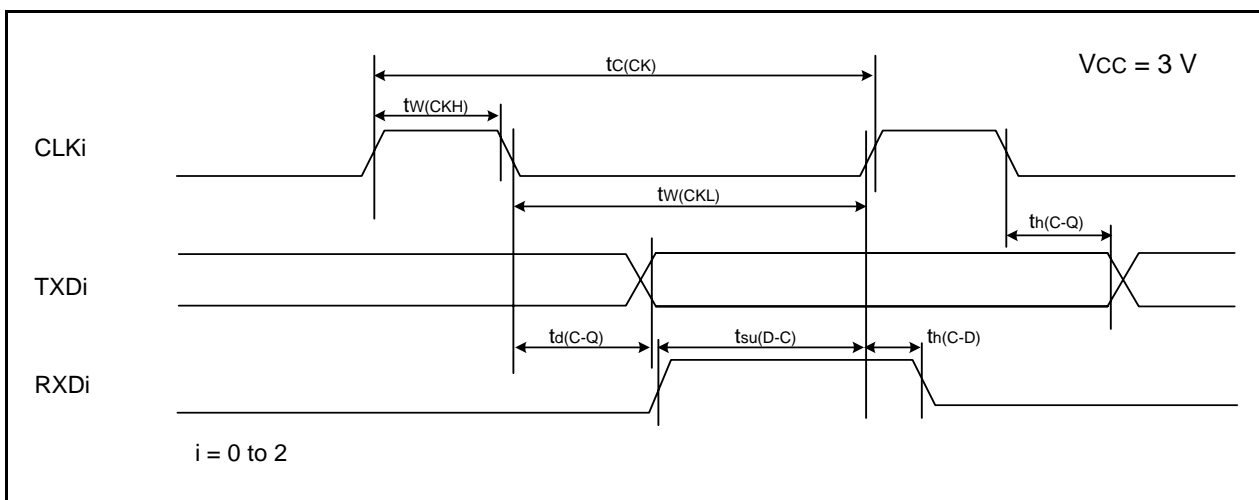 tC(CK)
VCC = 3 V
tW(CKH)
CLKi
tW(CKL)
th(C-Q)
TXDi
td(C-Q)
tsu(D-C)
th(C-D)
RXDi
i = 0 to 2